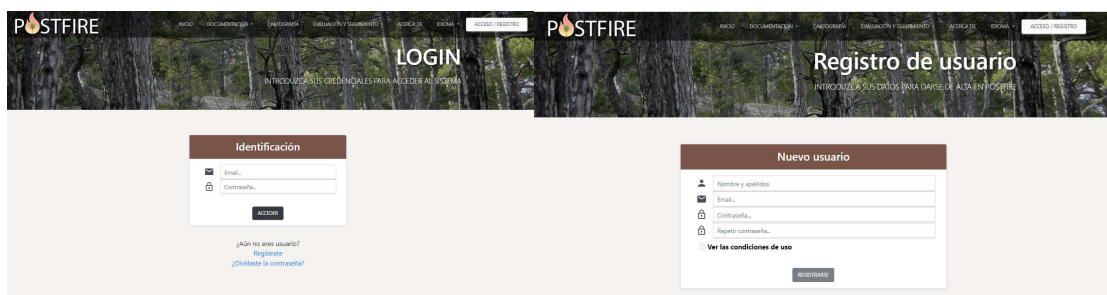 POSTFIRE
INICIO DOCUMENTACIÓN CARTOGRAFÍA EVALUACIÓN Y SEGUIMIENTO ACERCA DE IDIOMA ACCESO / REGISTRO
LOGIN
INTRODUZCA SUS CREDENCIALES PARA ACCEDER AL SISTEMA
Identificación
Email...
Contraseña...
ACCEDER
¿Aún no eres usuario?
Regístrate
¿Olvidaste la contraseña?
POSTFIRE
INICIO DOCUMENTACIÓN CARTOGRAFÍA EVALUACIÓN Y SEGUIMIENTO ACERCA DE IDIOMA ACCESO / REGISTRO
Registro de usuario
INTRODUZCA SUS DATOS PARA DARSE DE ALTA EN POSTFIRE
Nuevo usuario
Nombre y apellidos
Email...
Contraseña...
Repetir contraseña...
Ver las condiciones de uso
REGISTRARSE